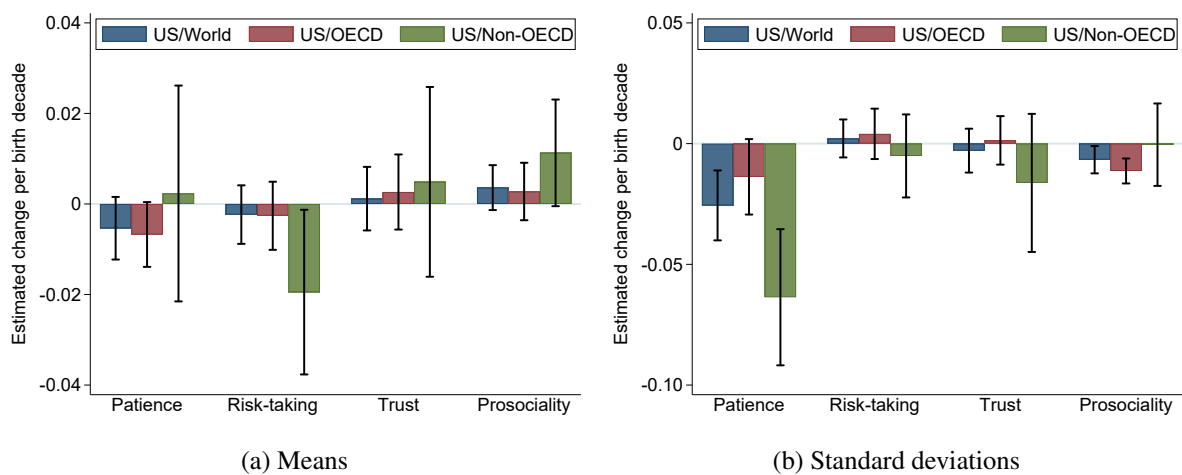 US/World US/OECD US/Non-OECD
Estimated change per birth decade
0.04
0.02
0
-0.02
-0.04
Patience Risk-taking Trust Prosociality
(a) Means
US/World US/OECD US/Non-OECD
Estimated change per birth decade
0.05
0
-0.05
-0.10
Patience Risk-taking Trust Prosociality
(b) Standard deviations